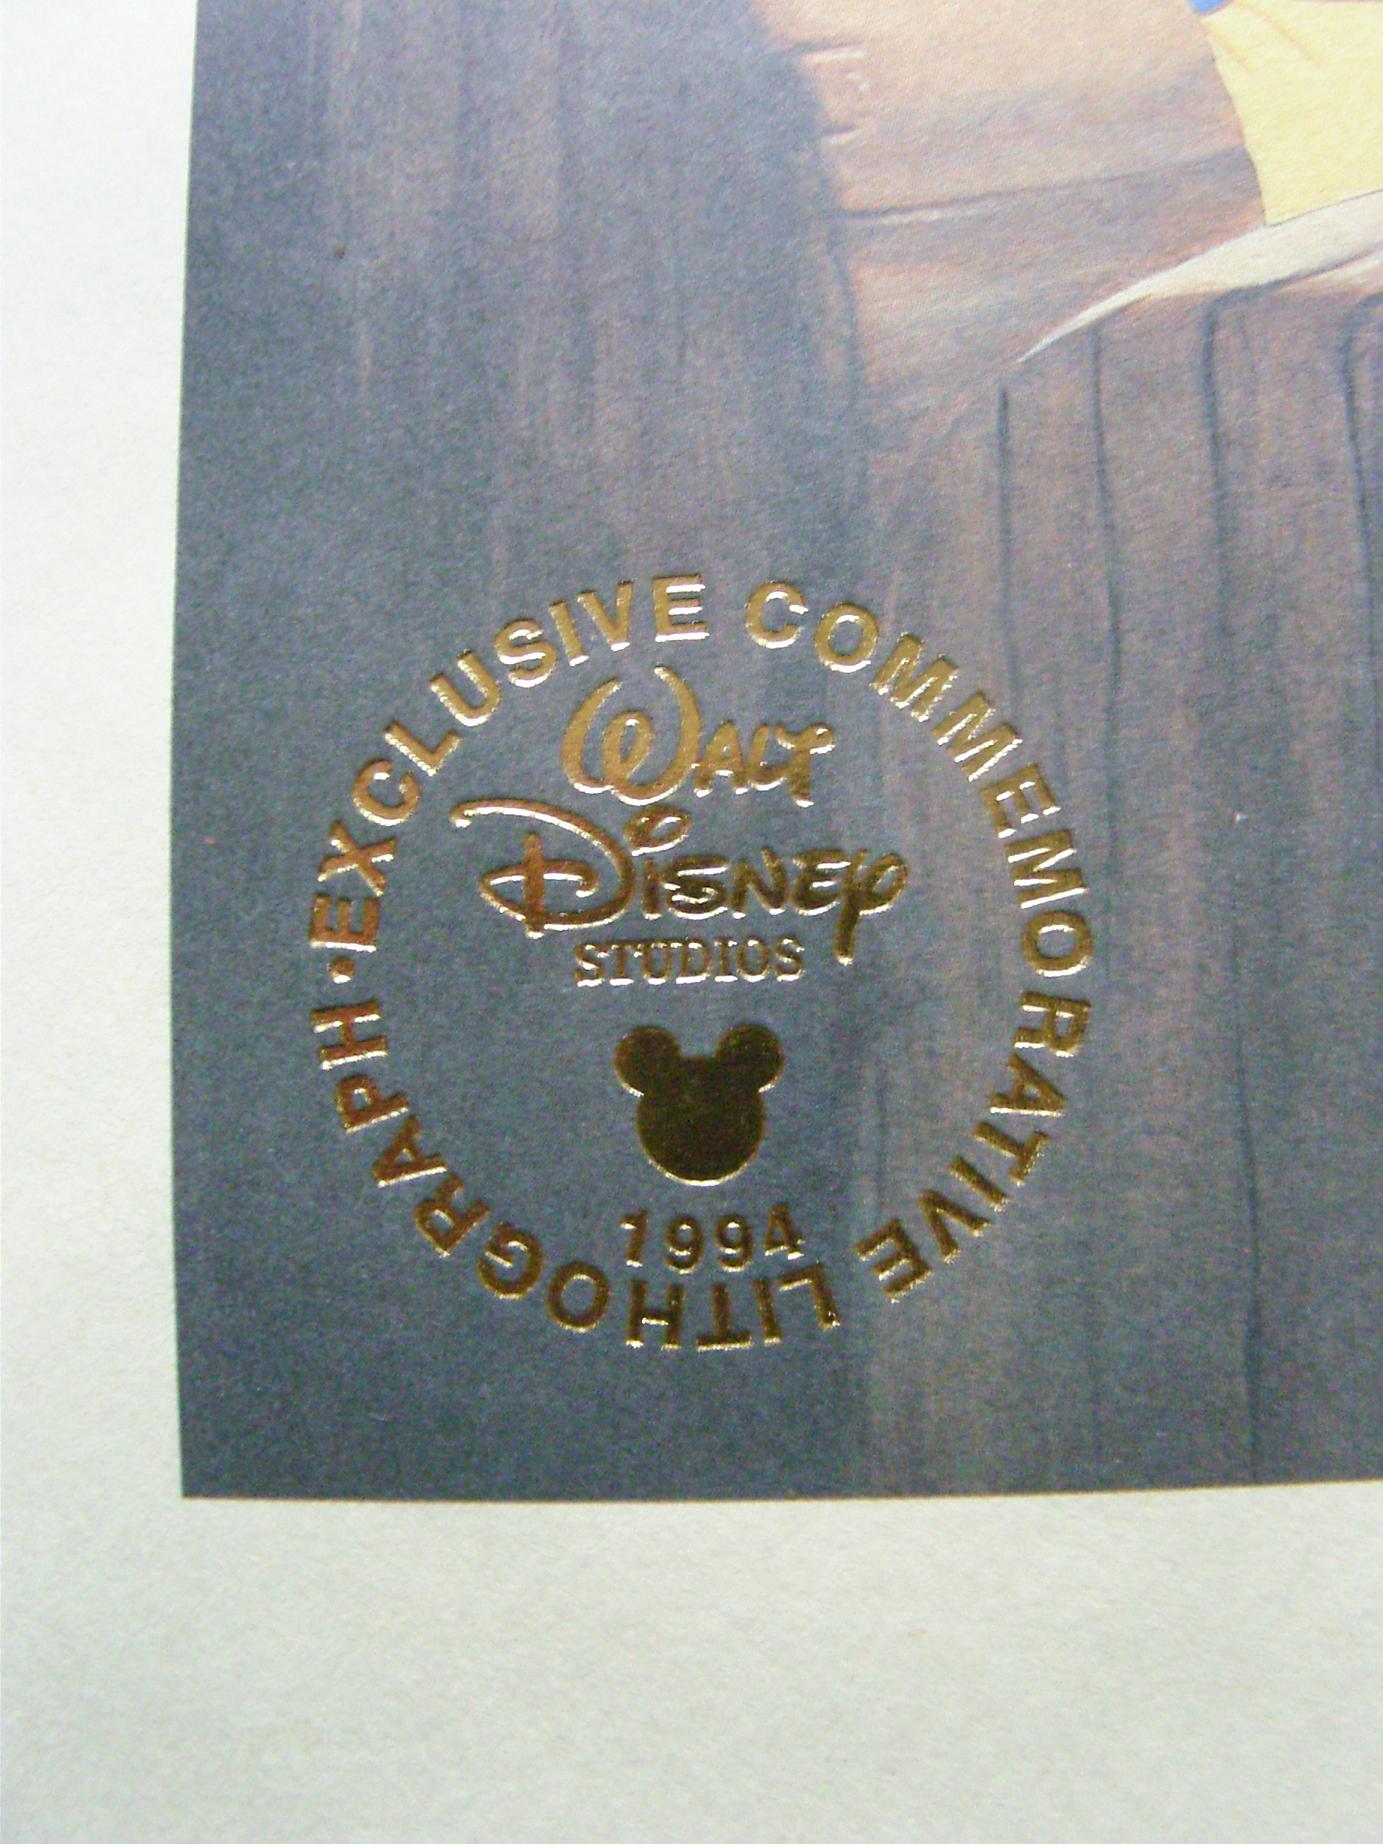 EXCLUSIVE COMMEMORATIVE LITHOGRAPH·
WALT
DISNEY
STUDIOS
1994